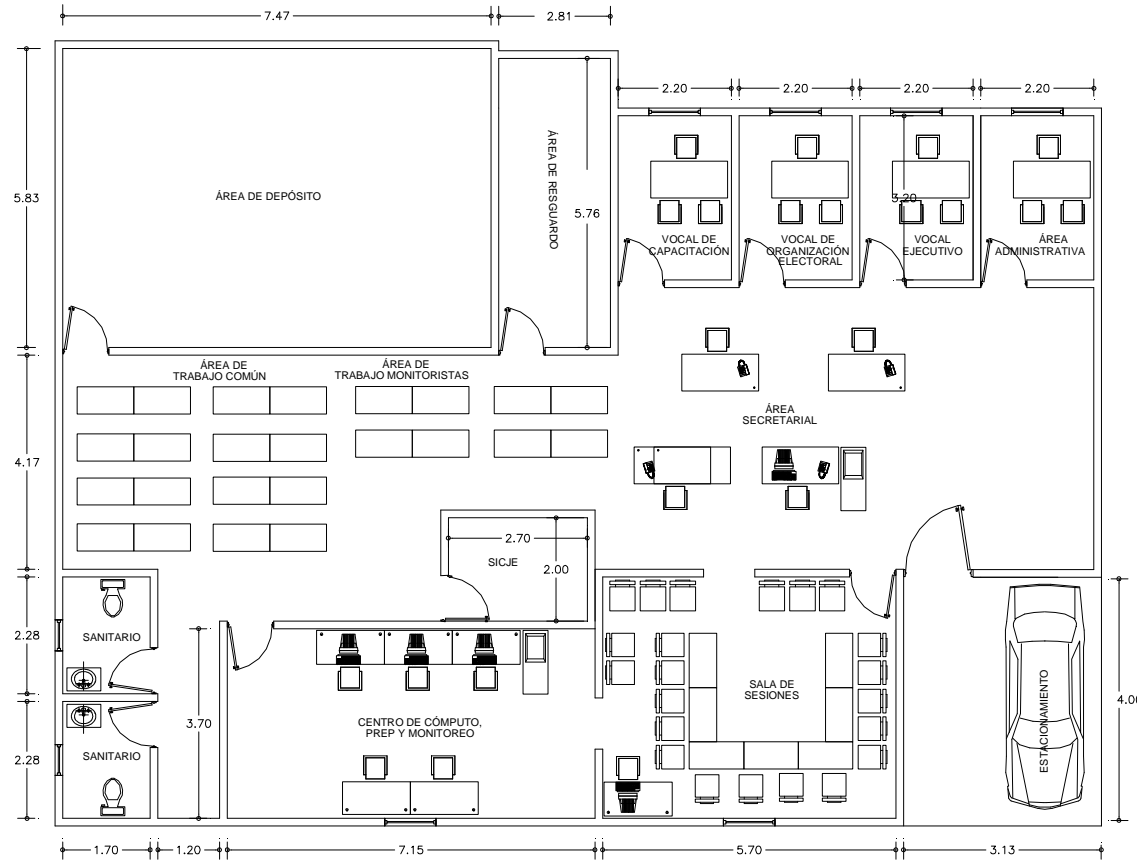 7.47
2.81
2.20
2.20
2.20
2.20
5.83
ÁREA DE DEPÓSITO
ÁREA DE RESGUARDO
5.76
3.20
VOCAL DE
CAPACITACIÓN
VOCAL DE
ORGANIZACIÓN
ELECTORAL
VOCAL
EJECUTIVO
ÁREA
ADMINISTRATIVA
ÁREA DE
TRABAJO COMÚN
ÁREA DE
TRABAJO MONITORISTAS
ÁREA
SECRETARIAL
4.17
2.70
SICJE
2.00
2.28
SANITARIO
3.70
CENTRO DE CÓMPUTO,
PREP Y MONITOREO
SALA DE
SESIONES
ESTACIONAMIENTO
4.00
2.28
SANITARIO
1.70
1.20
7.15
5.70
3.13